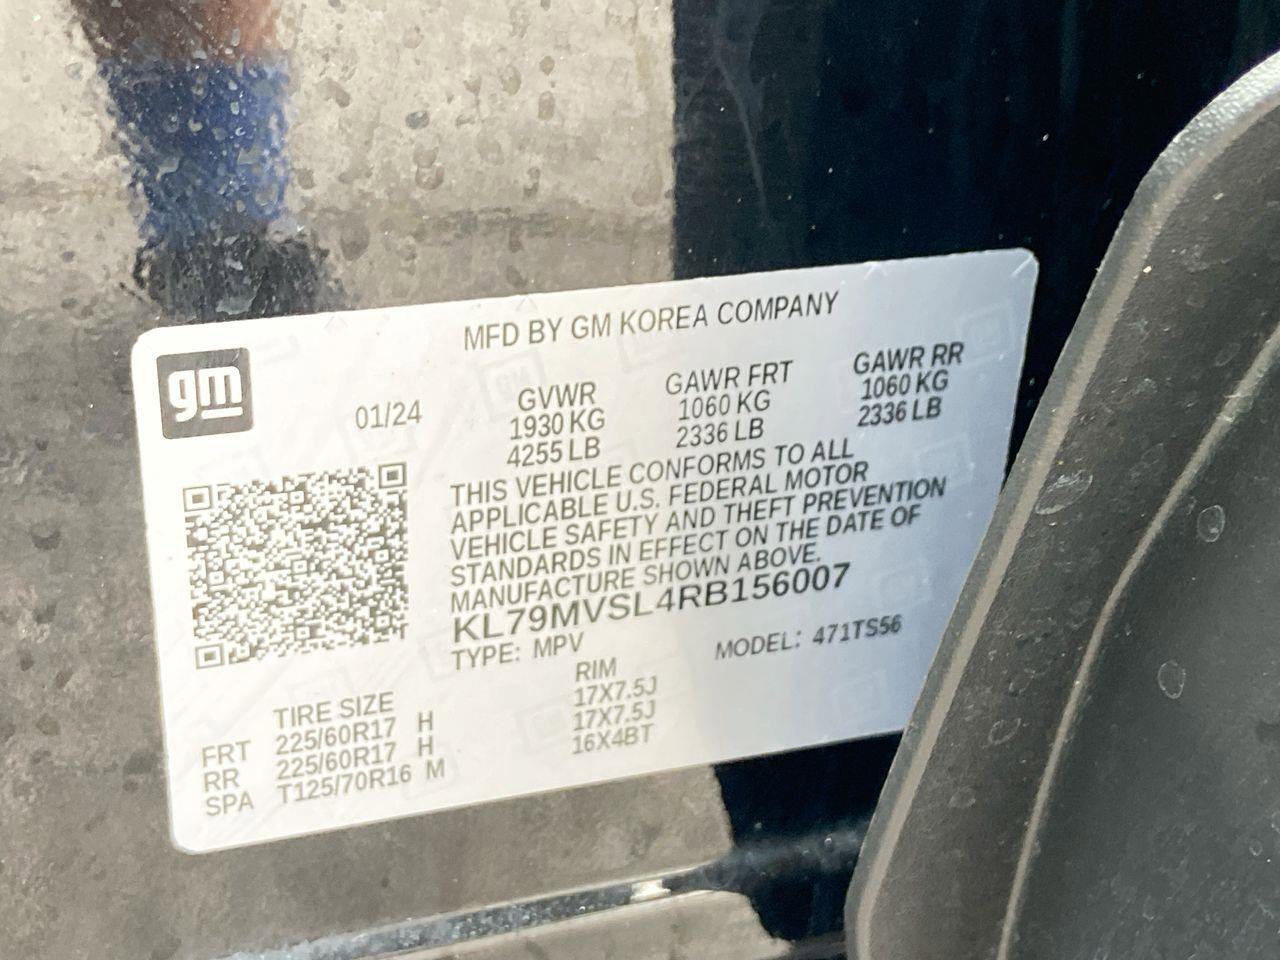 MFD BY GM KOREA COMPANY
gm
01/24
GVWR
1930 KG
4255 LB
GAWR FRT
1060 KG
2336 LB
GAWR RR
1060 KG
2336 LB
THIS VEHICLE CONFORMS TO ALL
APPLICABLE U.S. FEDERAL MOTOR
VEHICLE SAFETY AND THEFT PREVENTION
STANDARDS IN EFFECT ON THE DATE OF
MANUFACTURE SHOWN ABOVE.
KL79MVSL4RB156007
TYPE: MPV MODEL: 471TS56
TIRE SIZE RIM
FRT 225/60R17 H 17X7.5J
RR 225/60R17 H 17X7.5J
SPA T125/70R16 M 16X4BT